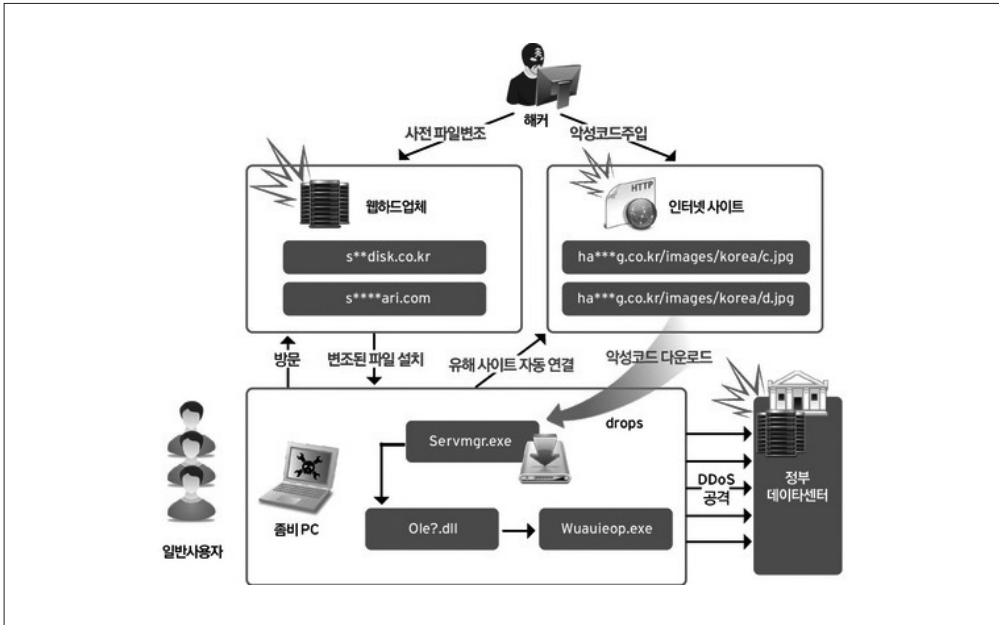 해커
사전 파일변조
악성코드주입
웹하드업체
s**disk.co.kr
s****ari.com
HTTP
인터넷 사이트
ha***g.co.kr/images/korea/c.jpg
ha***g.co.kr/images/korea/d.jpg
방문
변조된 파일 설치
유해 사이트 자동 연결
악성코드 다운로드
일반사용자
좀비 PC
Servmgr.exe
drops
Ole?.dll
Wuauieop.exe
DDoS
공격
정부
데이타센터